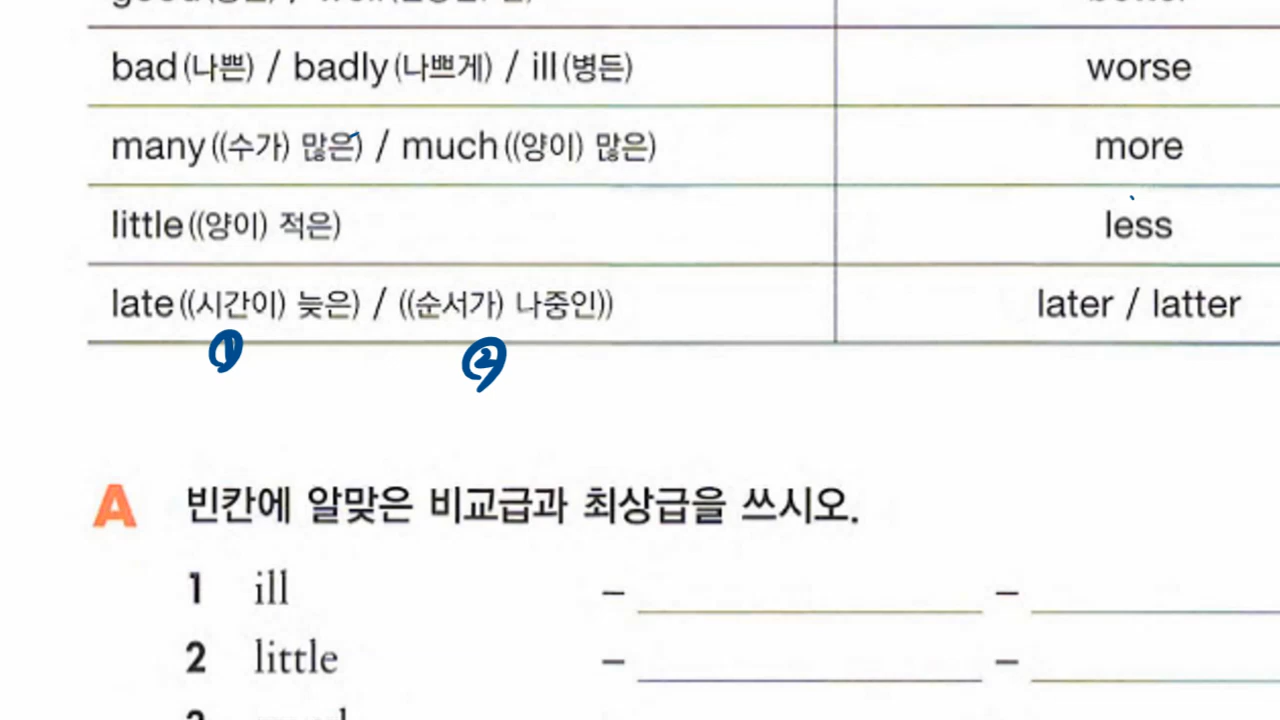 bad(나쁜) / badly(나쁘게) / ill(병든) worse
many((수가) 많은) / much((양이) 많은) more
little((양이) 적은) less
late((시간이) 늦은) / ((순서가) 나중인)) later / latter
① ②
A 빈칸에 알맞은 비교급과 최상급을 쓰시오.
1 ill – –
2 little – –